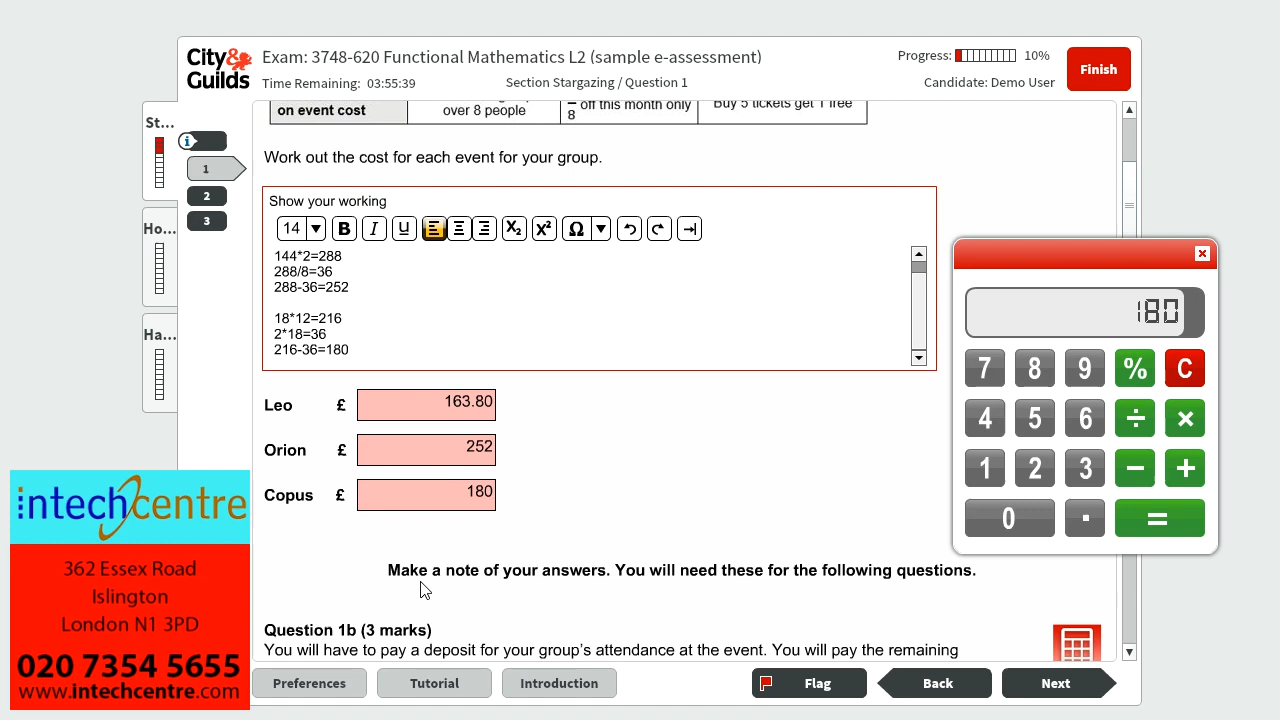 City&
Guilds
Exam: 3748-620 Functional Mathematics L2 (sample e-assessment)
Progress: 10%
Finish
Time Remaining: 03:55:39
Section Stargazing / Question 1
Candidate: Demo User
St...
Ho...
Ha...
i
1
2
3
on event cost
over 8 people
8 off this month only
Buy 5 tickets get 1 free
Work out the cost for each event for your group.
Show your working
14 B I U X₂ X² Ω
144*2=288
288/8=36
288-36=252
18*12=216
2*18=36
216-36=180
Leo £ 163.80
Orion £ 252
Copus £ 180
Make a note of your answers. You will need these for the following questions.
Question 1b (3 marks)
You will have to pay a deposit for your group's attendance at the event. You will pay the remaining
180
7 8 9 % C
4 5 6 ÷ ×
1 2 3 − +
0 . =
Preferences
Tutorial
Introduction
Flag
Back
Next
intechcentre
362 Essex Road
Islington
London N1 3PD
020 7354 5655
www.intechcentre.com